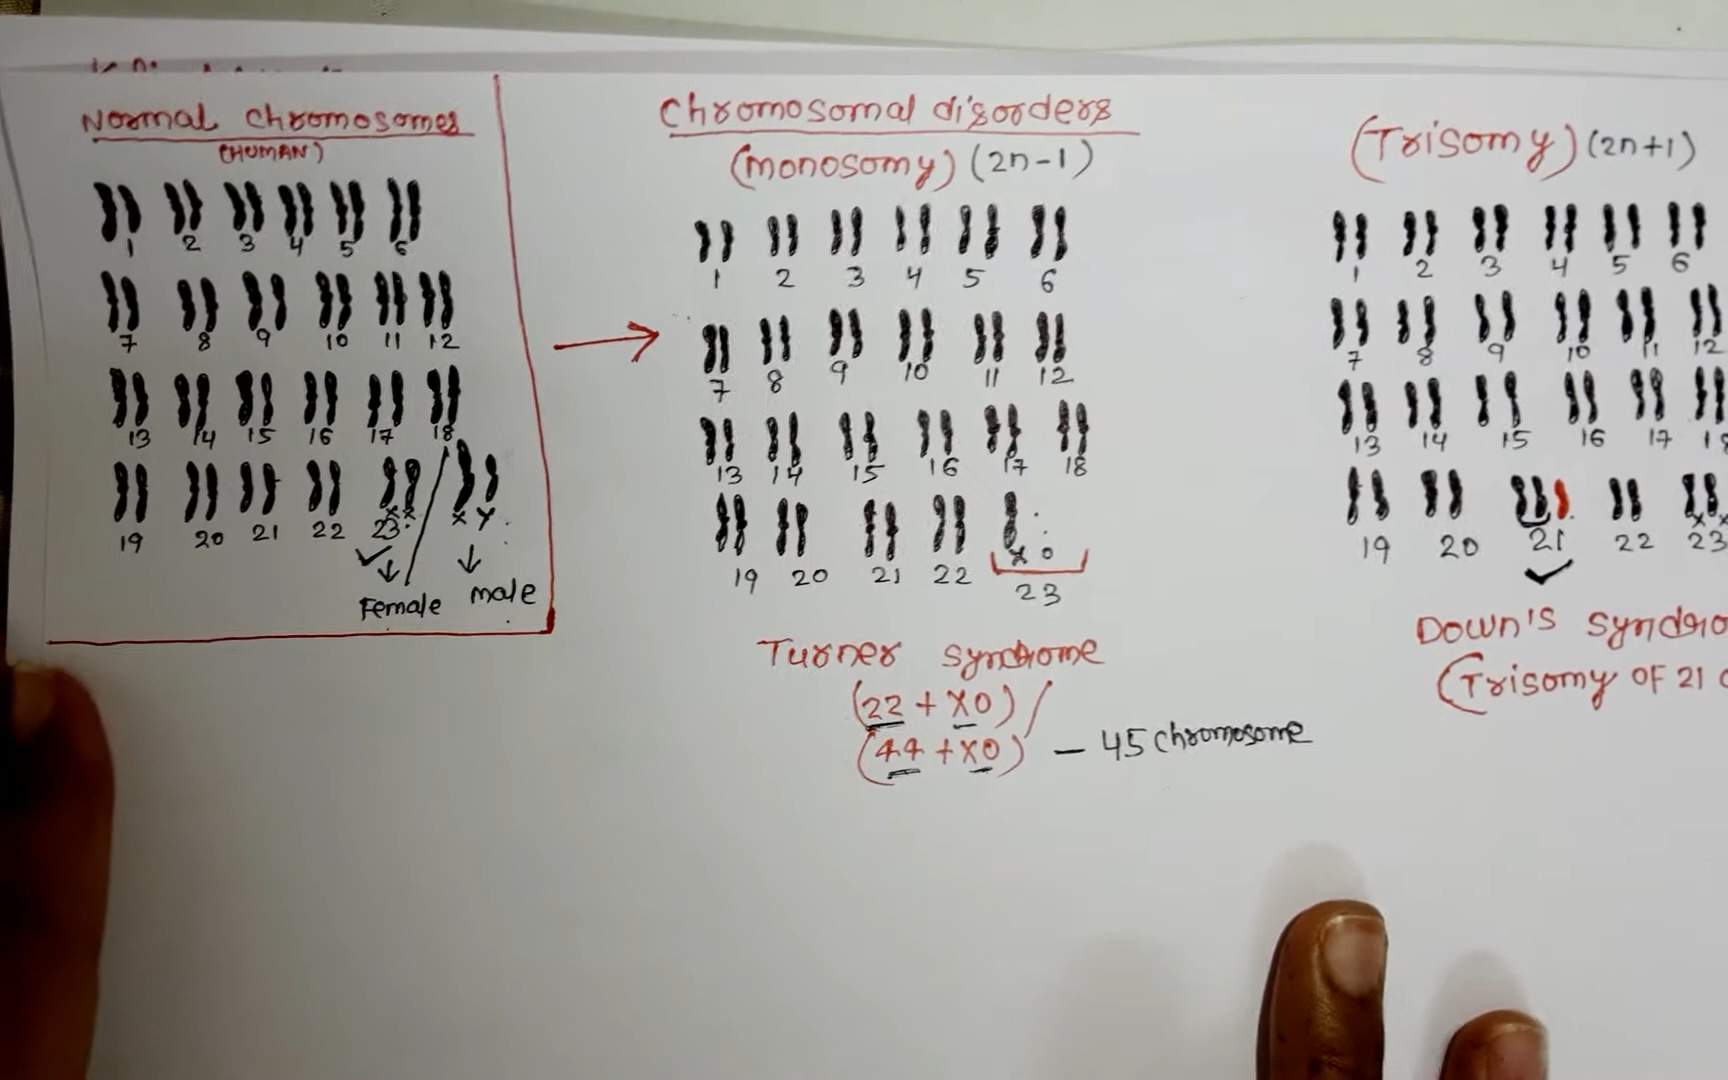 Normal Chromosomes
(HUMAN)
1 2 3 4 5 6
7 8 9 10 11 12
13 14 15 16 17 18
X X X Y
19 20 21 22 23
Female male
Chromosomal disorders
(Monosomy) (2n-1)
1 2 3 4 5 6
7 8 9 10 11 12
13 14 15 16 17 18
X O
19 20 21 22 23
Turner syndrome
(22 + XO) /
(44 + XO) — 45 Chromosome
(Trisomy) (2n+1)
1 2 3 4 5 6
7 8 9 10 11 12
13 14 15 16 17
X
19 20 21 22 23
DOWN'S
(Trisomy OF 21